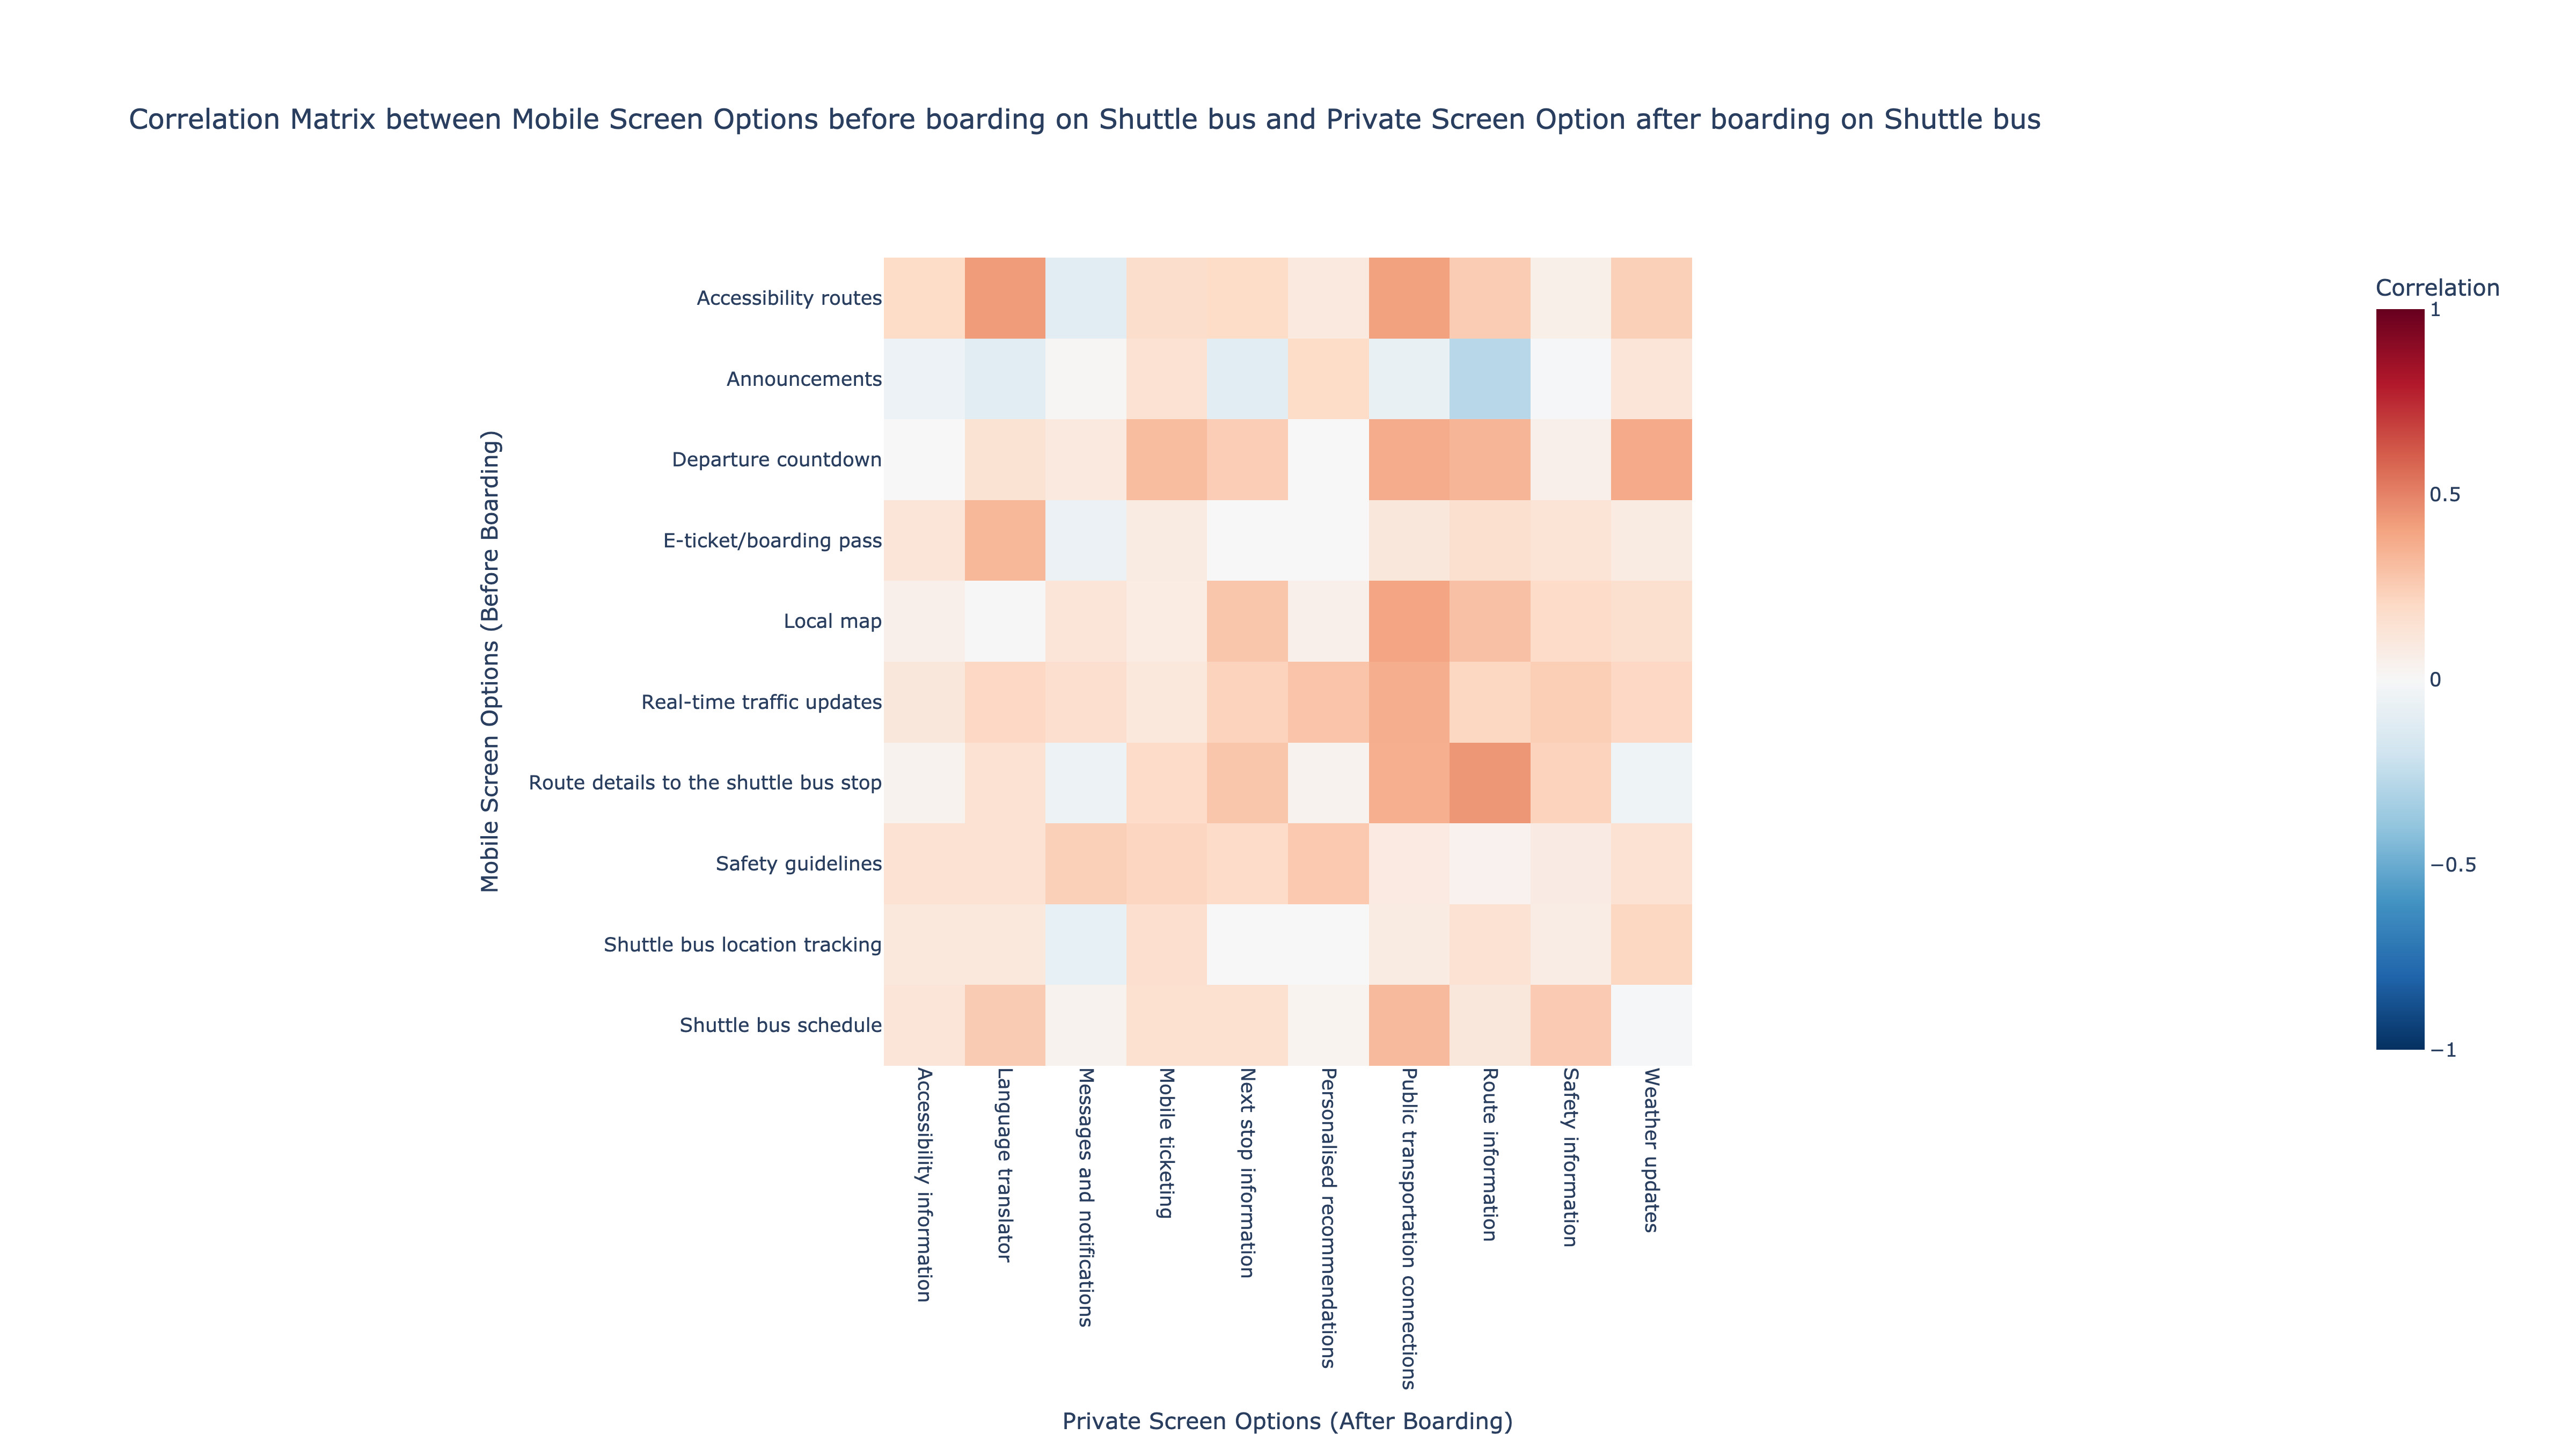 Correlation Matrix between Mobile Screen Options before boarding on Shuttle bus and Private Screen Option after boarding on Shuttle bus
Mobile Screen Options (Before Boarding)
Accessibility routes
Announcements
Departure countdown
E-ticket/boarding pass
Local map
Real-time traffic updates
Route details to the shuttle bus stop
Safety guidelines
Shuttle bus location tracking
Shuttle bus schedule
Accessibility information
Language translator
Messages and notifications
Mobile ticketing
Next stop information
Personalised recommendations
Public transportation connections
Route information
Safety information
Weather updates
Private Screen Options (After Boarding)
Correlation
1
0.5
0
−0.5
−1